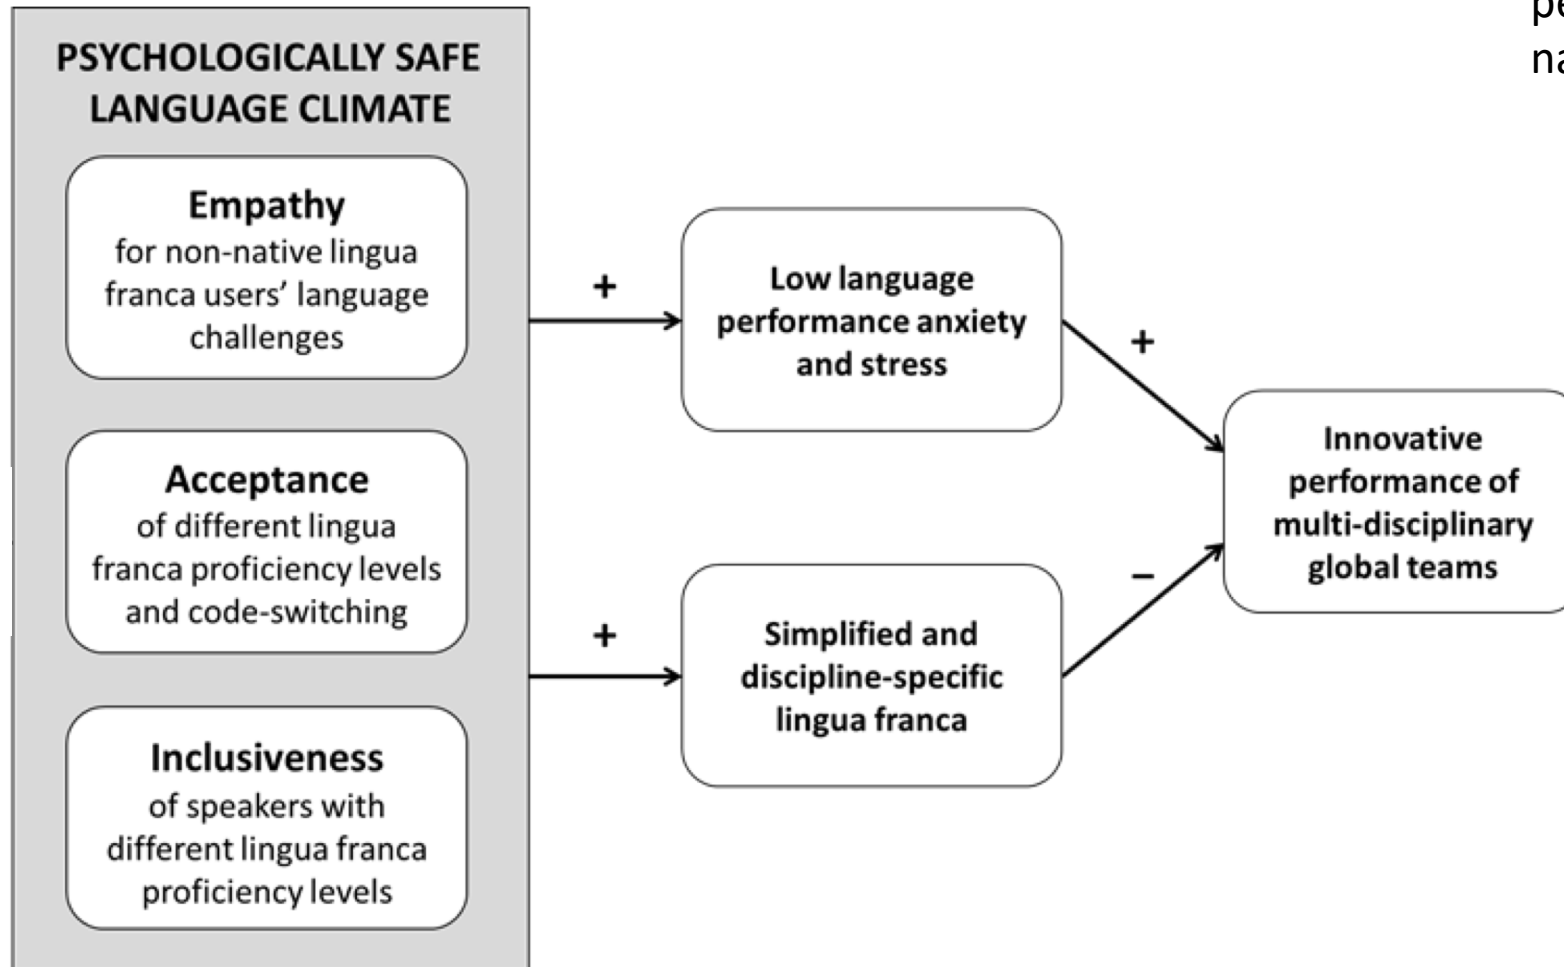 PSYCHOLOGICALLY SAFE
LANGUAGE CLIMATE
Empathy
for non-native lingua
franca users’ language
challenges
Acceptance
of different lingua
franca proficiency levels
and code-switching
Inclusiveness
of speakers with
different lingua franca
proficiency levels
+
+
Low language
performance anxiety
and stress
Simplified and
discipline-specific
lingua franca
+
–
Innovative
performance of
multi-disciplinary
global teams